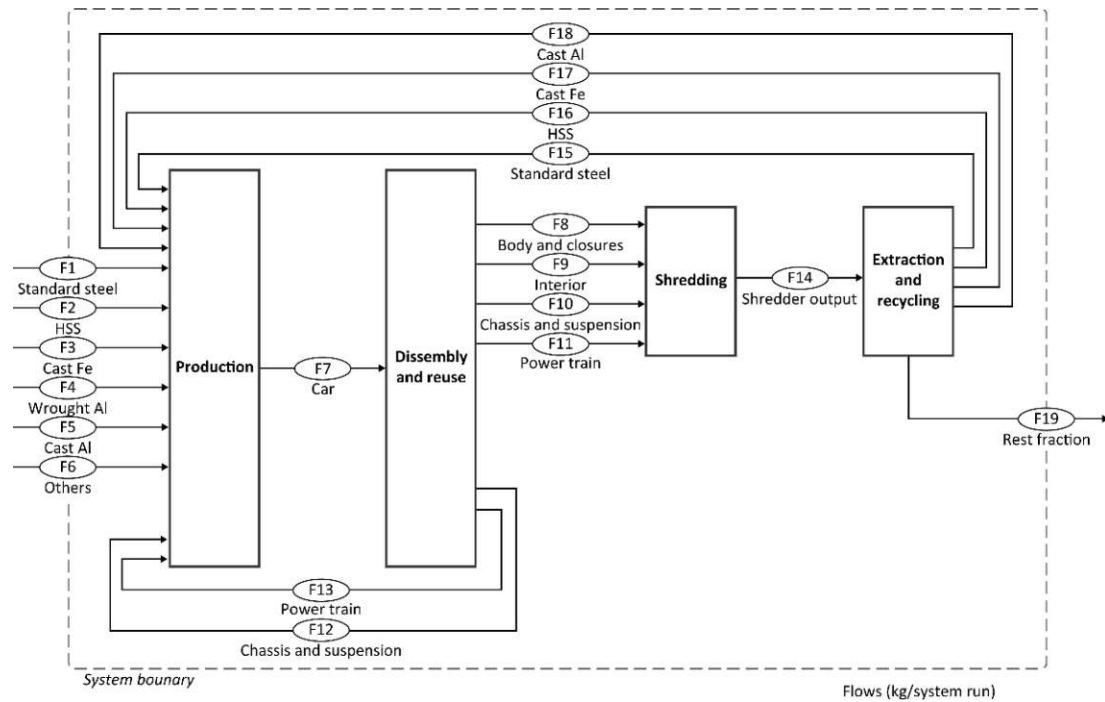 F18
Cast Al
F17
Cast Fe
F16
HSS
F15
Standard steel
F1
Standard steel
F2
HSS
F3
Cast Fe
F4
Wrought Al
F5
Cast Al
F6
Others
Production
F7
Car
Dissembly
and reuse
F8
Body and closures
F9
Interior
F10
Chassis and suspension
F11
Power train
Shredding
F14
Shredder output
Extraction
and
recycling
F19
Rest fraction
F13
Power train
F12
Chassis and suspension
System bounary
Flows (kg/system run)